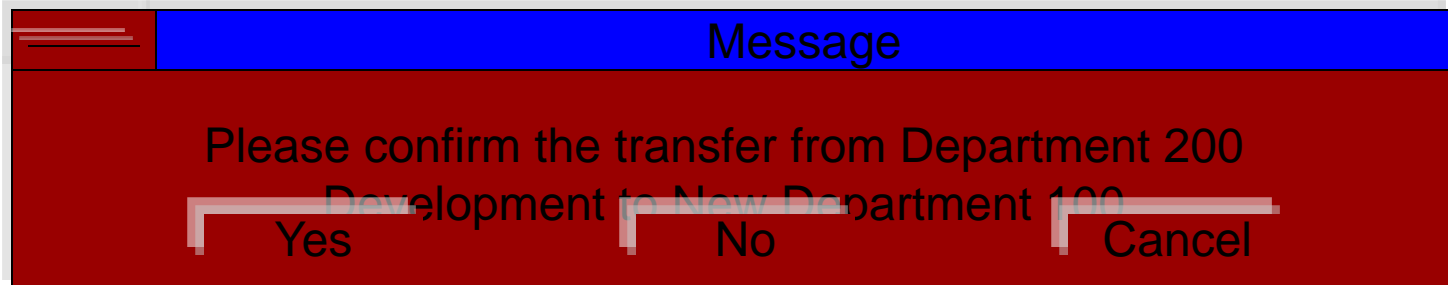 Message
Please confirm the transfer from Department 200
Development to New Department 100
Yes No Cancel